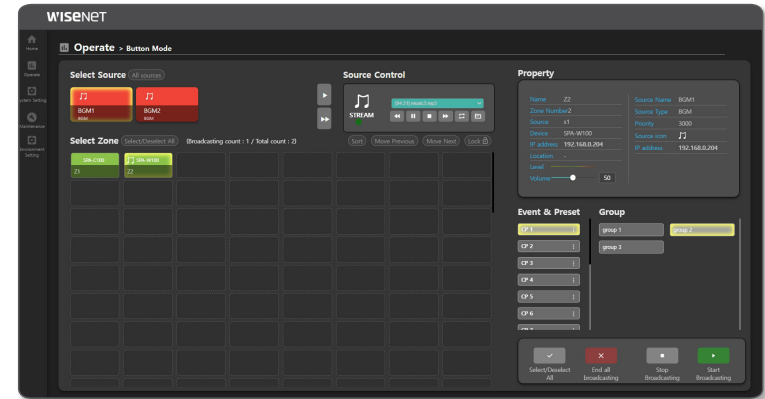 WISENET
Home
Operate
System Setting
Maintenance
Environment
Setting
Operate > Button Mode
Select Source (All sources)
BGM1
BGM
BGM2
BGM
Source Control
STREAM
[04:21] music3.mp3
Select Zone (Select/Deselect All) (Broadcasting count : 1 / Total count : 2)
Sort Move Previous Move Next Lock
SPA-C100
Z1
SPA-W100
Z2
Property
Name Z2
Zone Number 2
Source s1
Device SPA-W100
IP address 192.168.0.204
Location -
Level
Volume 50
Source Name BGM1
Source Type BGM
Priority 3000
Source icon
IP address 192.168.0.204
Event & Preset
CP 1
CP 2
CP 3
CP 4
CP 5
CP 6
Group
group 1
group 2
group 3
Select/Deselect
All
End all
broadcasting
Stop
Broadcasting
Start
Broadcasting